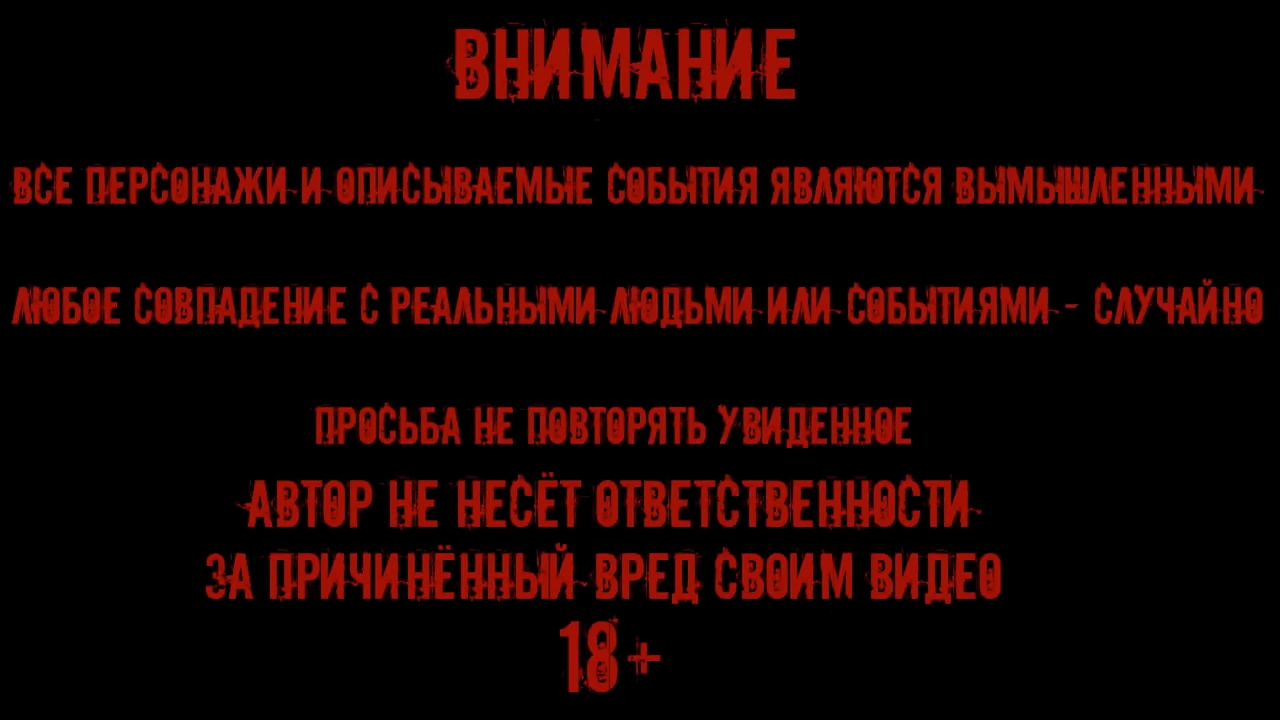 ВНИМАНИЕ
ВСЕ ПЕРСОНАЖИ И ОПИСЫВАЕМЫЕ СОБЫТИЯ ЯВЛЯЮТСЯ ВЫМЫШЛЕННЫМИ
ЛЮБОЕ СОВПАДЕНИЕ С РЕАЛЬНЫМИ ЛЮДЬМИ ИЛИ СОБЫТИЯМИ - СЛУЧАЙНО
ПРОСЬБА НЕ ПОВТОРЯТЬ УВИДЕННОЕ
АВТОР НЕ НЕСЁТ ОТВЕТСТВЕННОСТИ
ЗА ПРИЧИНЁННЫЙ ВРЕД СВОИМ ВИДЕО
18+